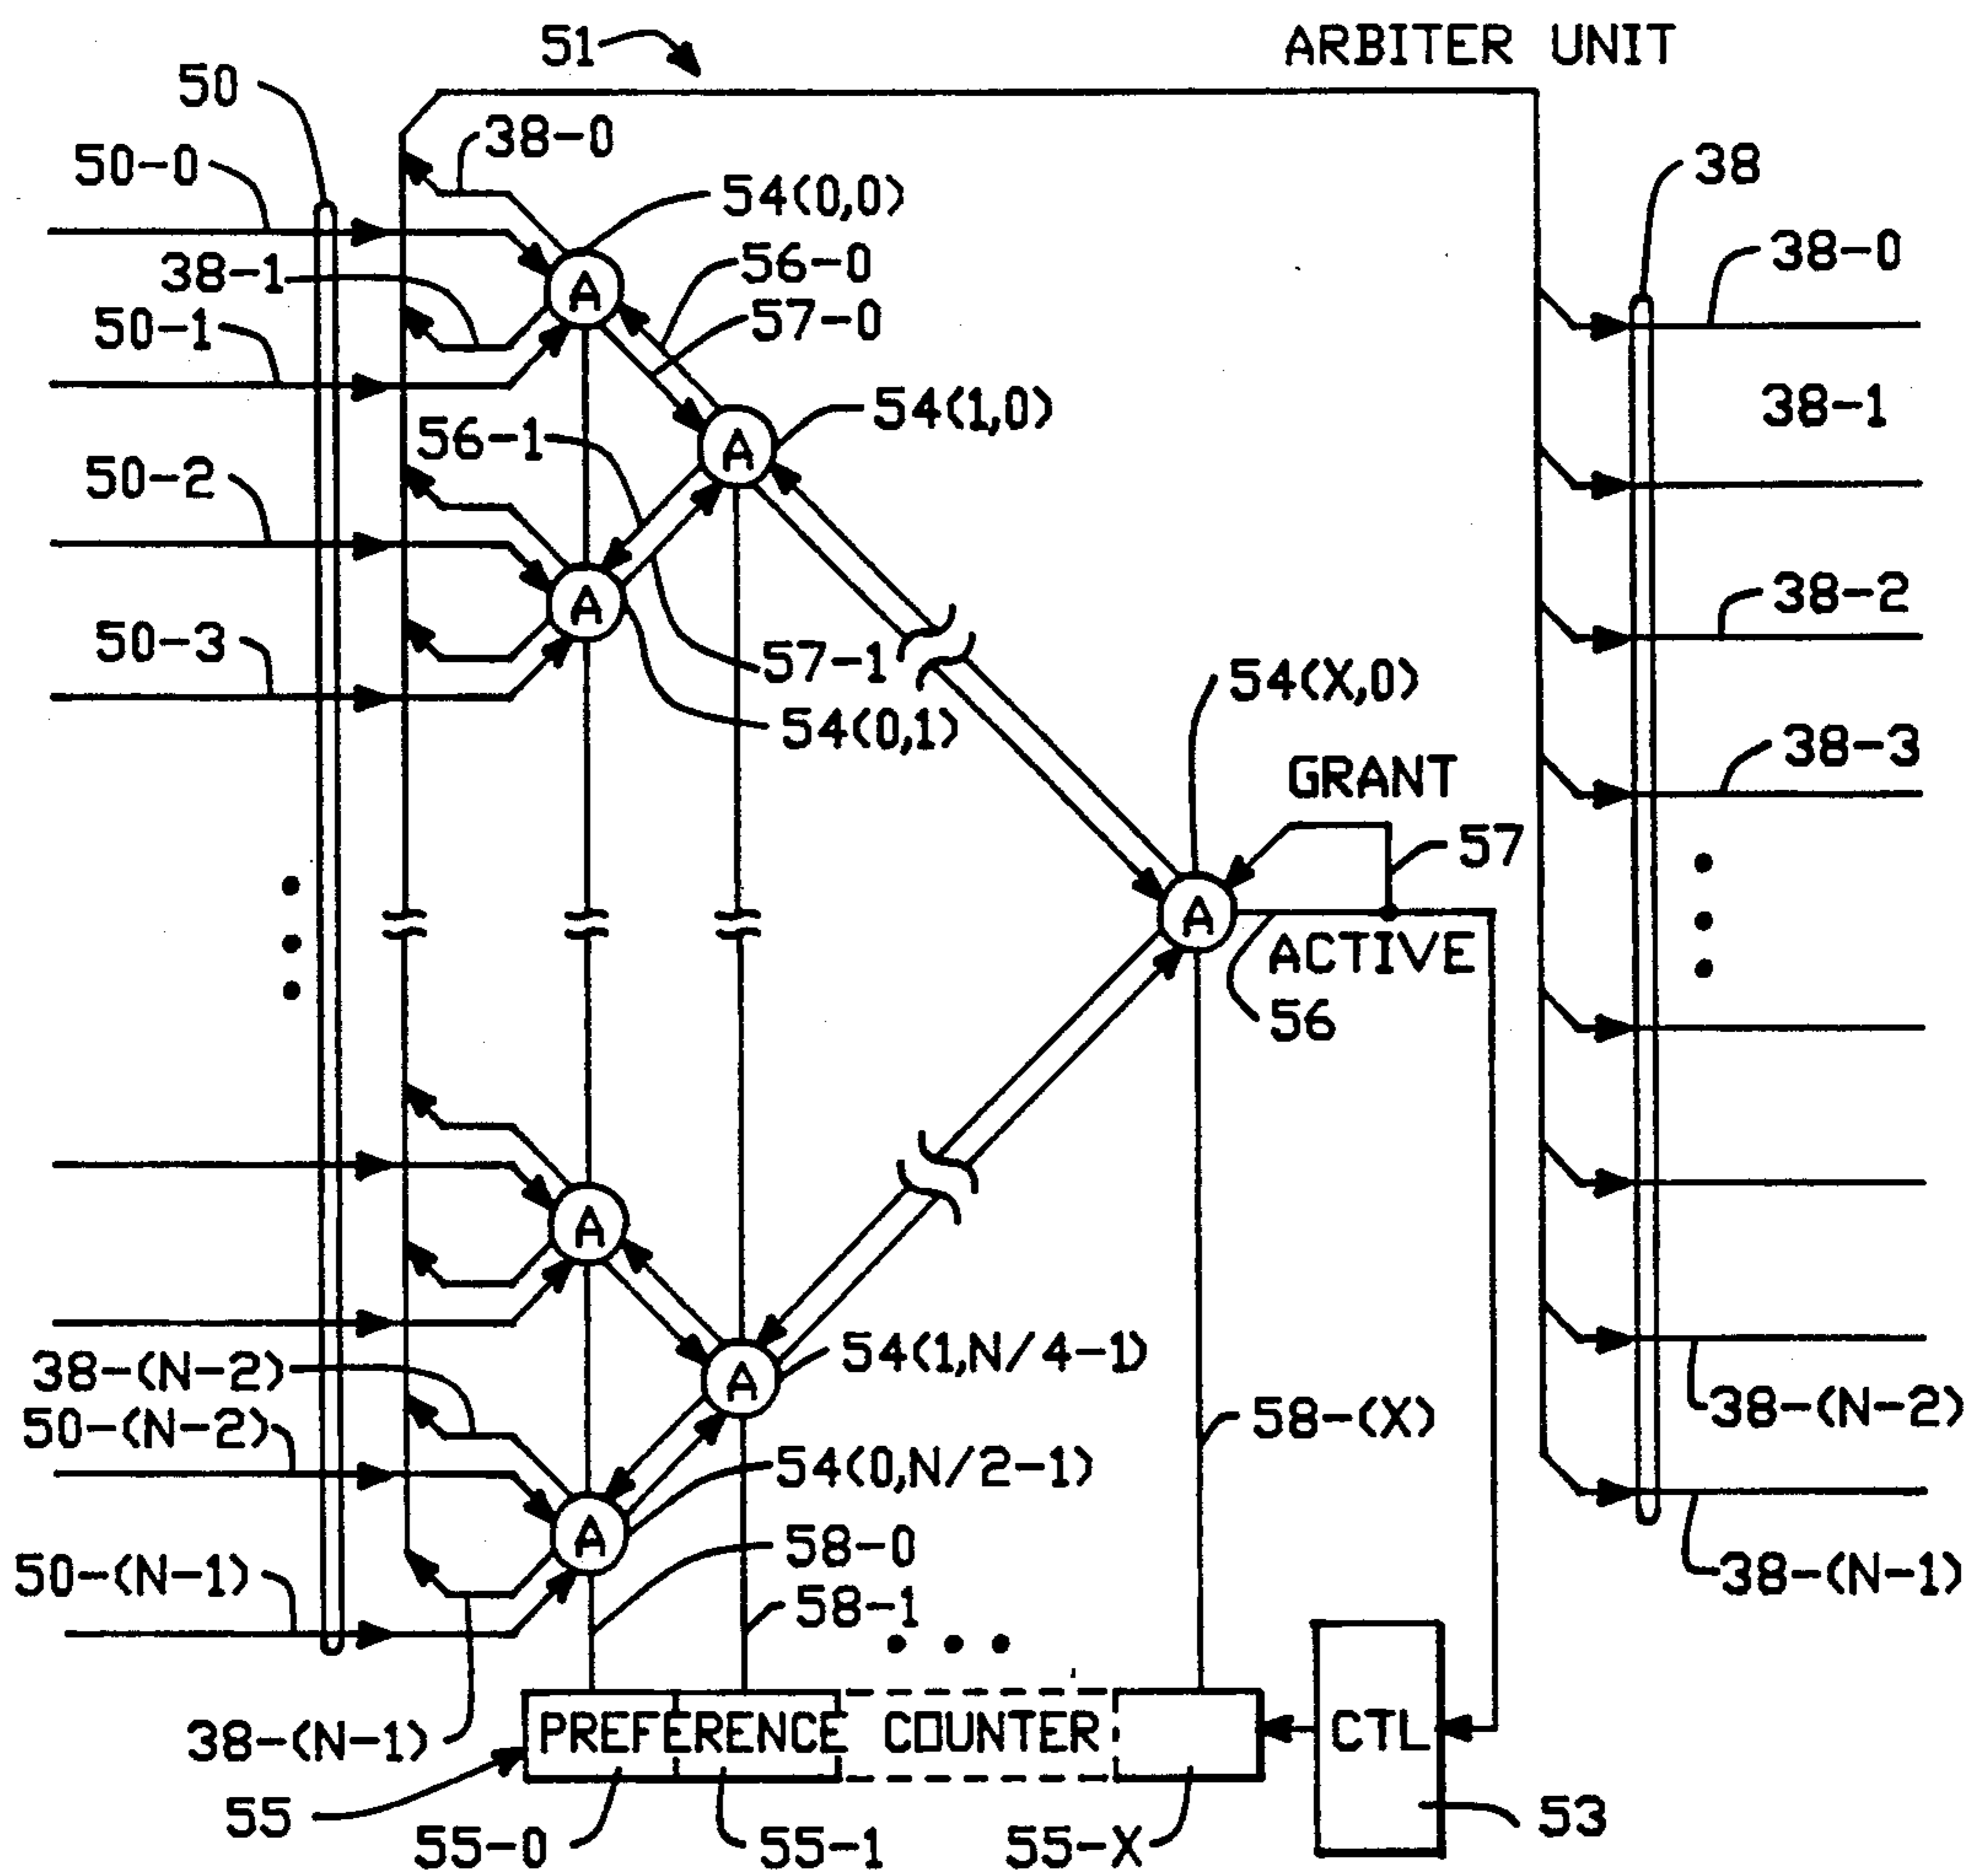 51
ARBITER UNIT
50
38-0
50-0
38
54(0,0)
38-0
56-0
38-1
57-0
50-1
A
38-1
54(1,0)
56-1
A
50-2
38-2
A
50-3
57-1
54(X,0)
54(0,1)
38-3
GRANT
57
A
ACTIVE
56
A
54(1,N/4-1)
38-(N-2)
A
38-(N-2)
50-(N-2)
58-(X)
54(0,N/2-1)
A
58-0
50-(N-1)
38-(N-1)
58-1
38-(N-1)
PREFERENCE COUNTER
CTL
55
53
55-0
55-1
55-X